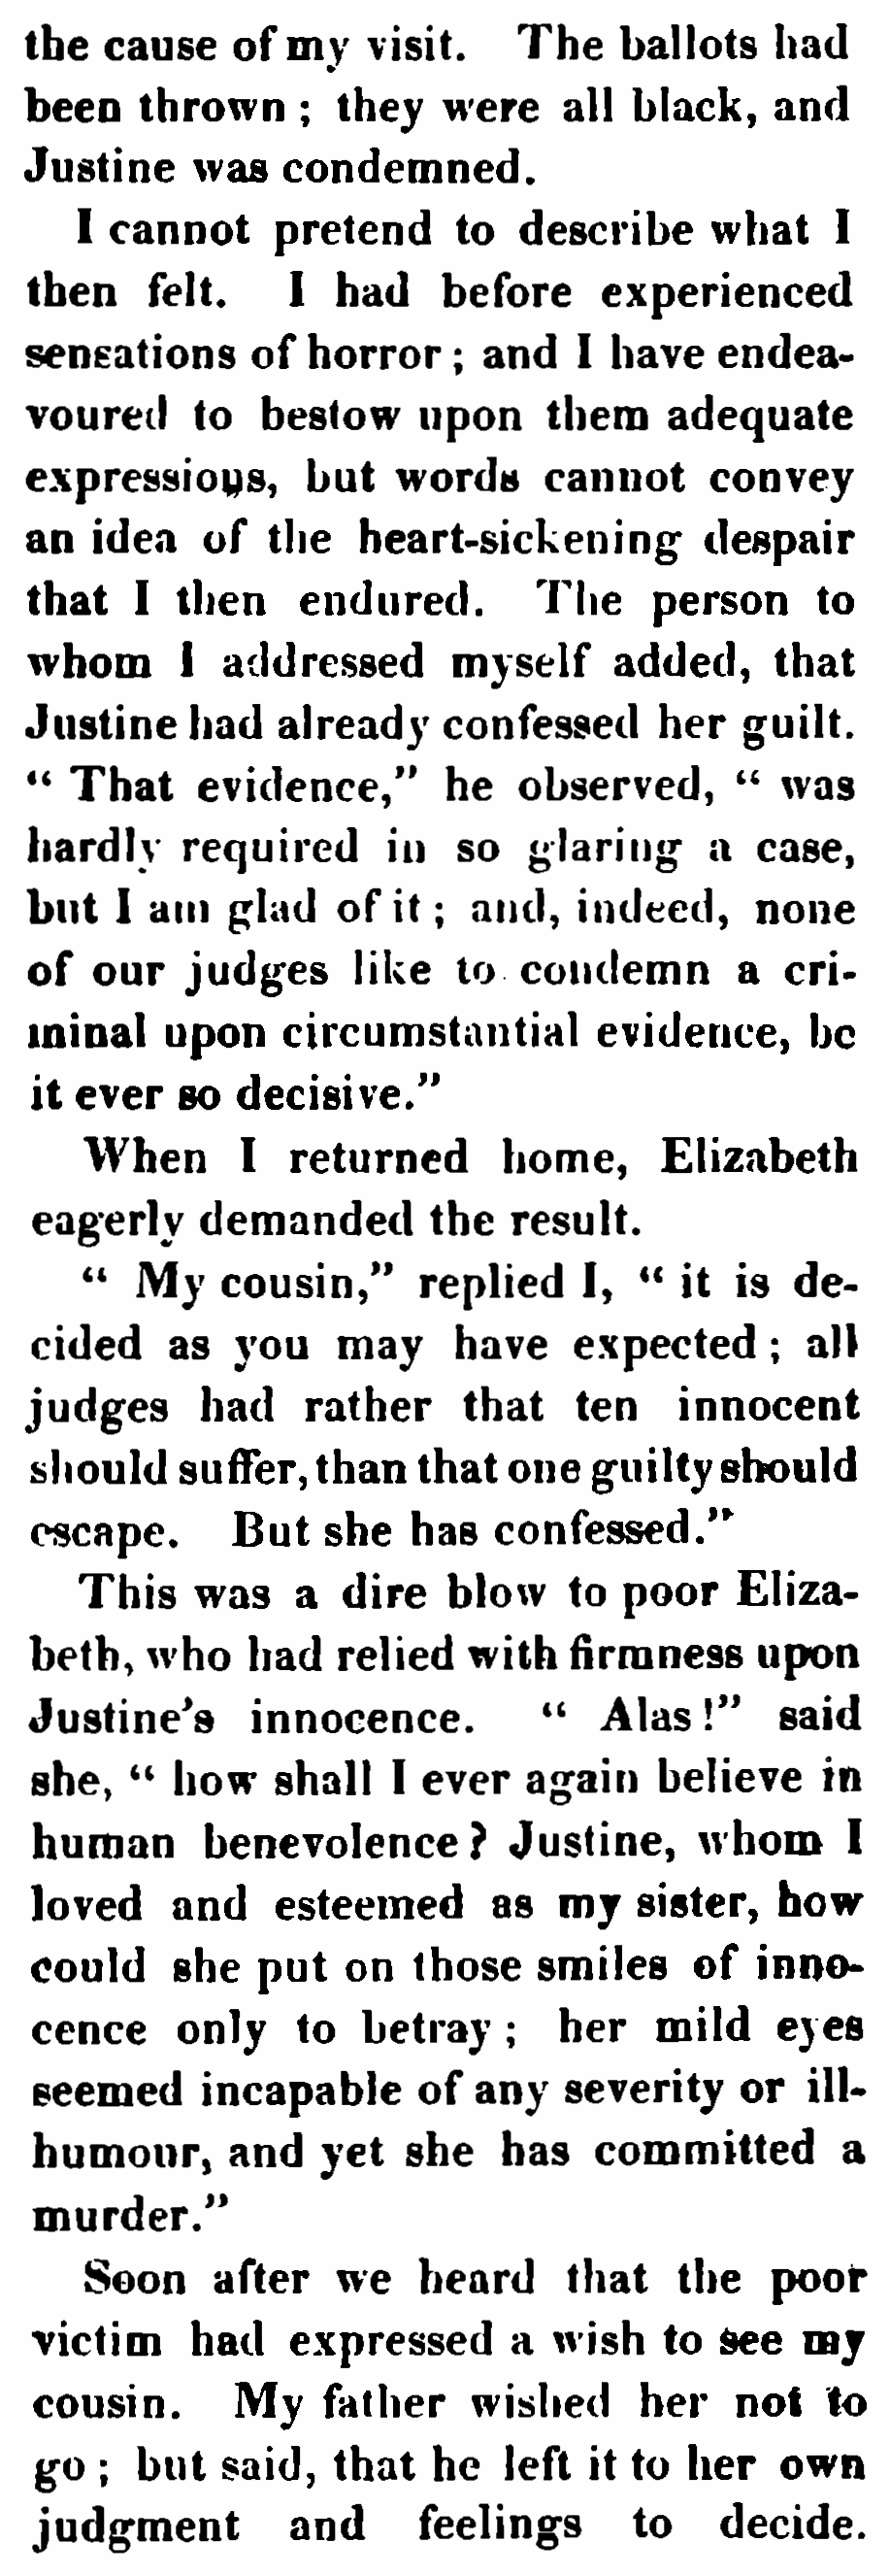 the cause of my visit. The ballots had
been thrown ; they were all black, and
Justine was condemned.
I cannot pretend to describe what I
then felt. I had before experienced
sensations of horror ; and I have endea-
voured to bestow upon them adequate
expressions, but words cannot convey
an idea of the heart-sickening despair
that I then endured. The person to
whom I addressed myself added, that
Justine had already confessed her guilt.
“ That evidence,” he observed, “ was
hardly required in so glaring a case,
but I am glad of it ; and, indeed, none
of our judges like to condemn a cri-
minal upon circumstantial evidence, be
it ever so decisive.”
When I returned home, Elizabeth
eagerly demanded the result.
“ My cousin,” replied I, “ it is de-
cided as you may have expected ; all
judges had rather that ten innocent
should suffer, than that one guilty should
escape. But she has confessed.”
This was a dire blow to poor Eliza-
beth, who had relied with firmness upon
Justine’s innocence. “ Alas !” said
she, “ how shall I ever again believe in
human benevolence ? Justine, whom I
loved and esteemed as my sister, how
could she put on those smiles of inno-
cence only to betray ; her mild eyes
seemed incapable of any severity or ill-
humour, and yet she has committed a
murder.”
Soon after we heard that the poor
victim had expressed a wish to see my
cousin. My father wished her not to
go ; but said, that he left it to her own
judgment and feelings to decide.